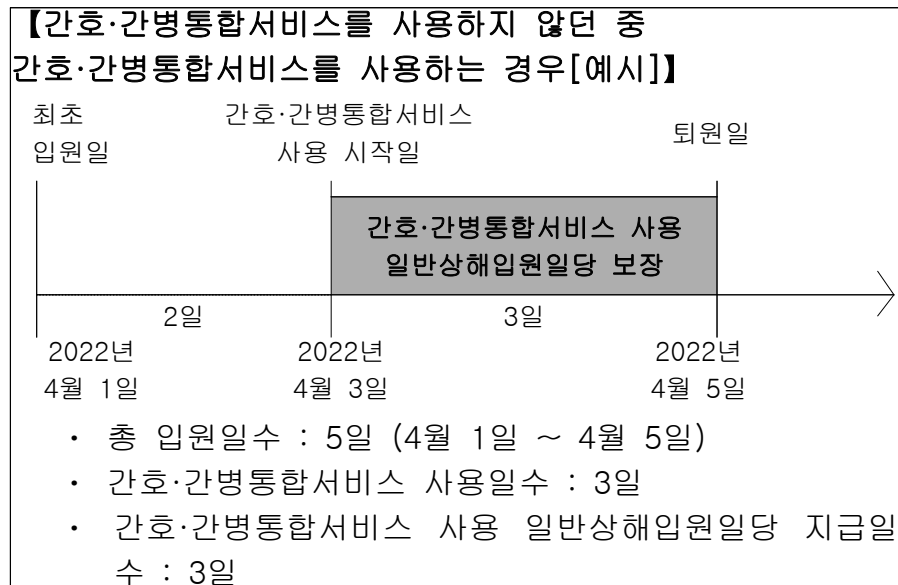 【간호·간병통합서비스를 사용하지 않던 중
간호·간병통합서비스를 사용하는 경우[예시]】
최초
입원일
간호·간병통합서비스
사용 시작일
퇴원일
간호·간병통합서비스 사용
일반상해입원일당 보장
2일
3일
2022년
4월 1일
2022년
4월 3일
2022년
4월 5일
· 총 입원일수 : 5일 (4월 1일 ~ 4월 5일)
· 간호·간병통합서비스 사용일수 : 3일
· 간호·간병통합서비스 사용 일반상해입원일당 지급일
수 : 3일